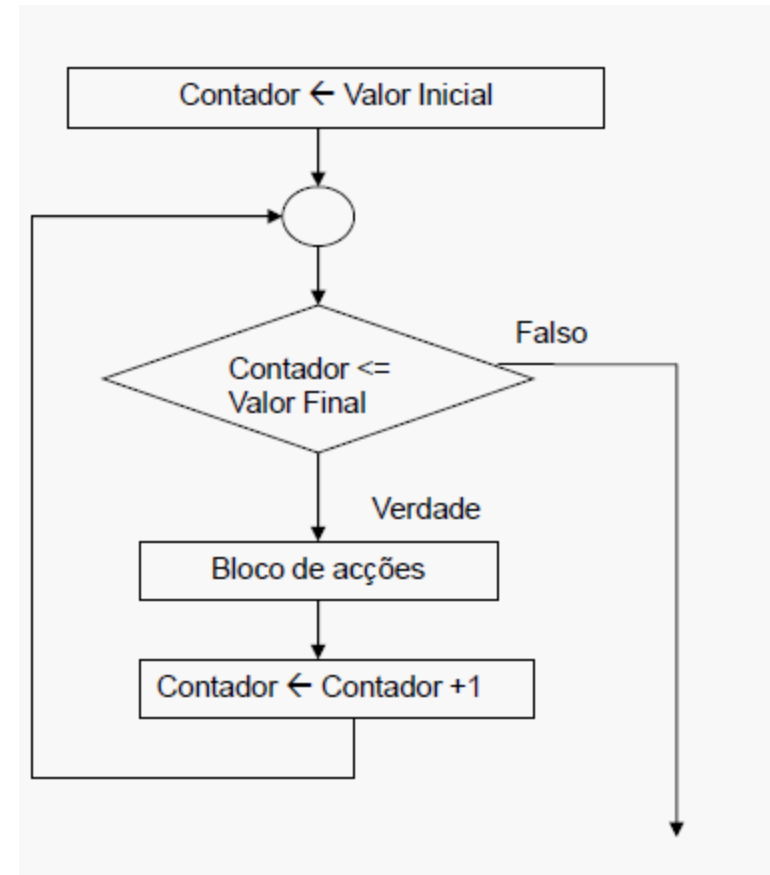 Contador ← Valor Inicial
Falso
Contador <=
Valor Final
Verdade
Bloco de acções
Contador ← Contador +1